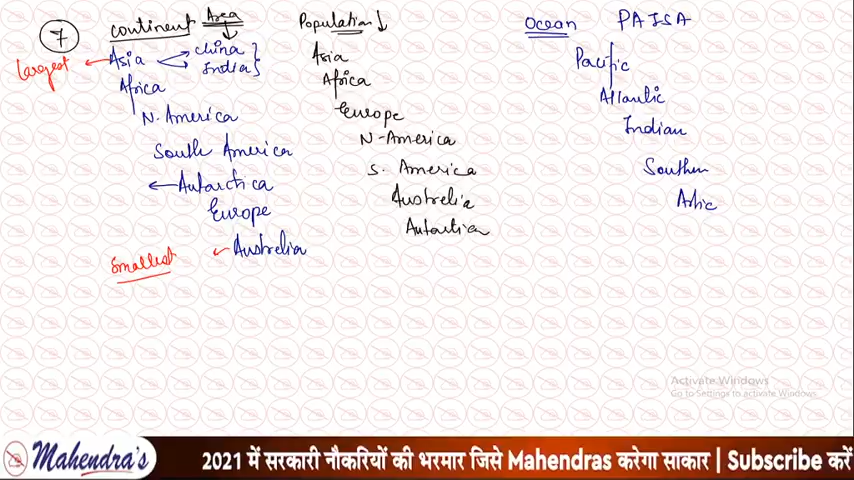 7 continent Area Population ↓ Ocean PAISA
largest ← Asia China India
Africa
N. America
South America
← Antarctica
Europe
Smallest ← Australia
Asia
Africa
Europe
N-America
S. America
Australia
Antartica
Pacific
Atlantic
Indian
Southern
Artic
Activate Windows
Go to Settings to activate Windows.
Mahendra's
2021 में सरकारी नौकरियों की भरमार जिसे Mahendras करेगा साकार | Subscribe करें